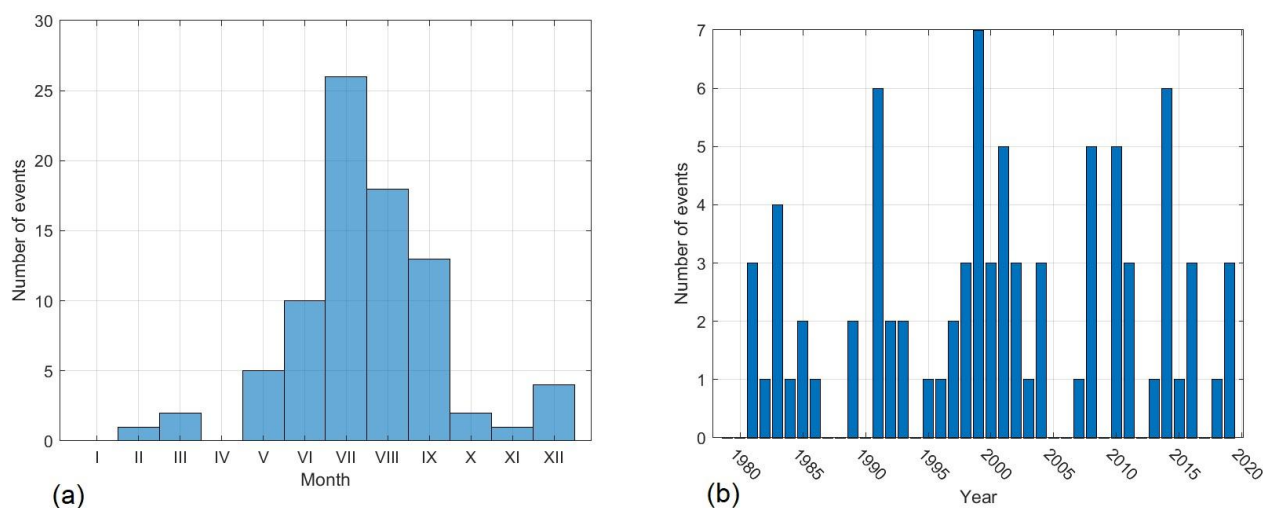 30
25
20
15
10
5
0
Number of events
I II III IV V VI VII VIII IX X XI XII
Month
(a)
7
6
5
4
3
2
1
0
Number of events
1980 1985 1990 1995 2000 2005 2010 2015 2020
Year
(b)